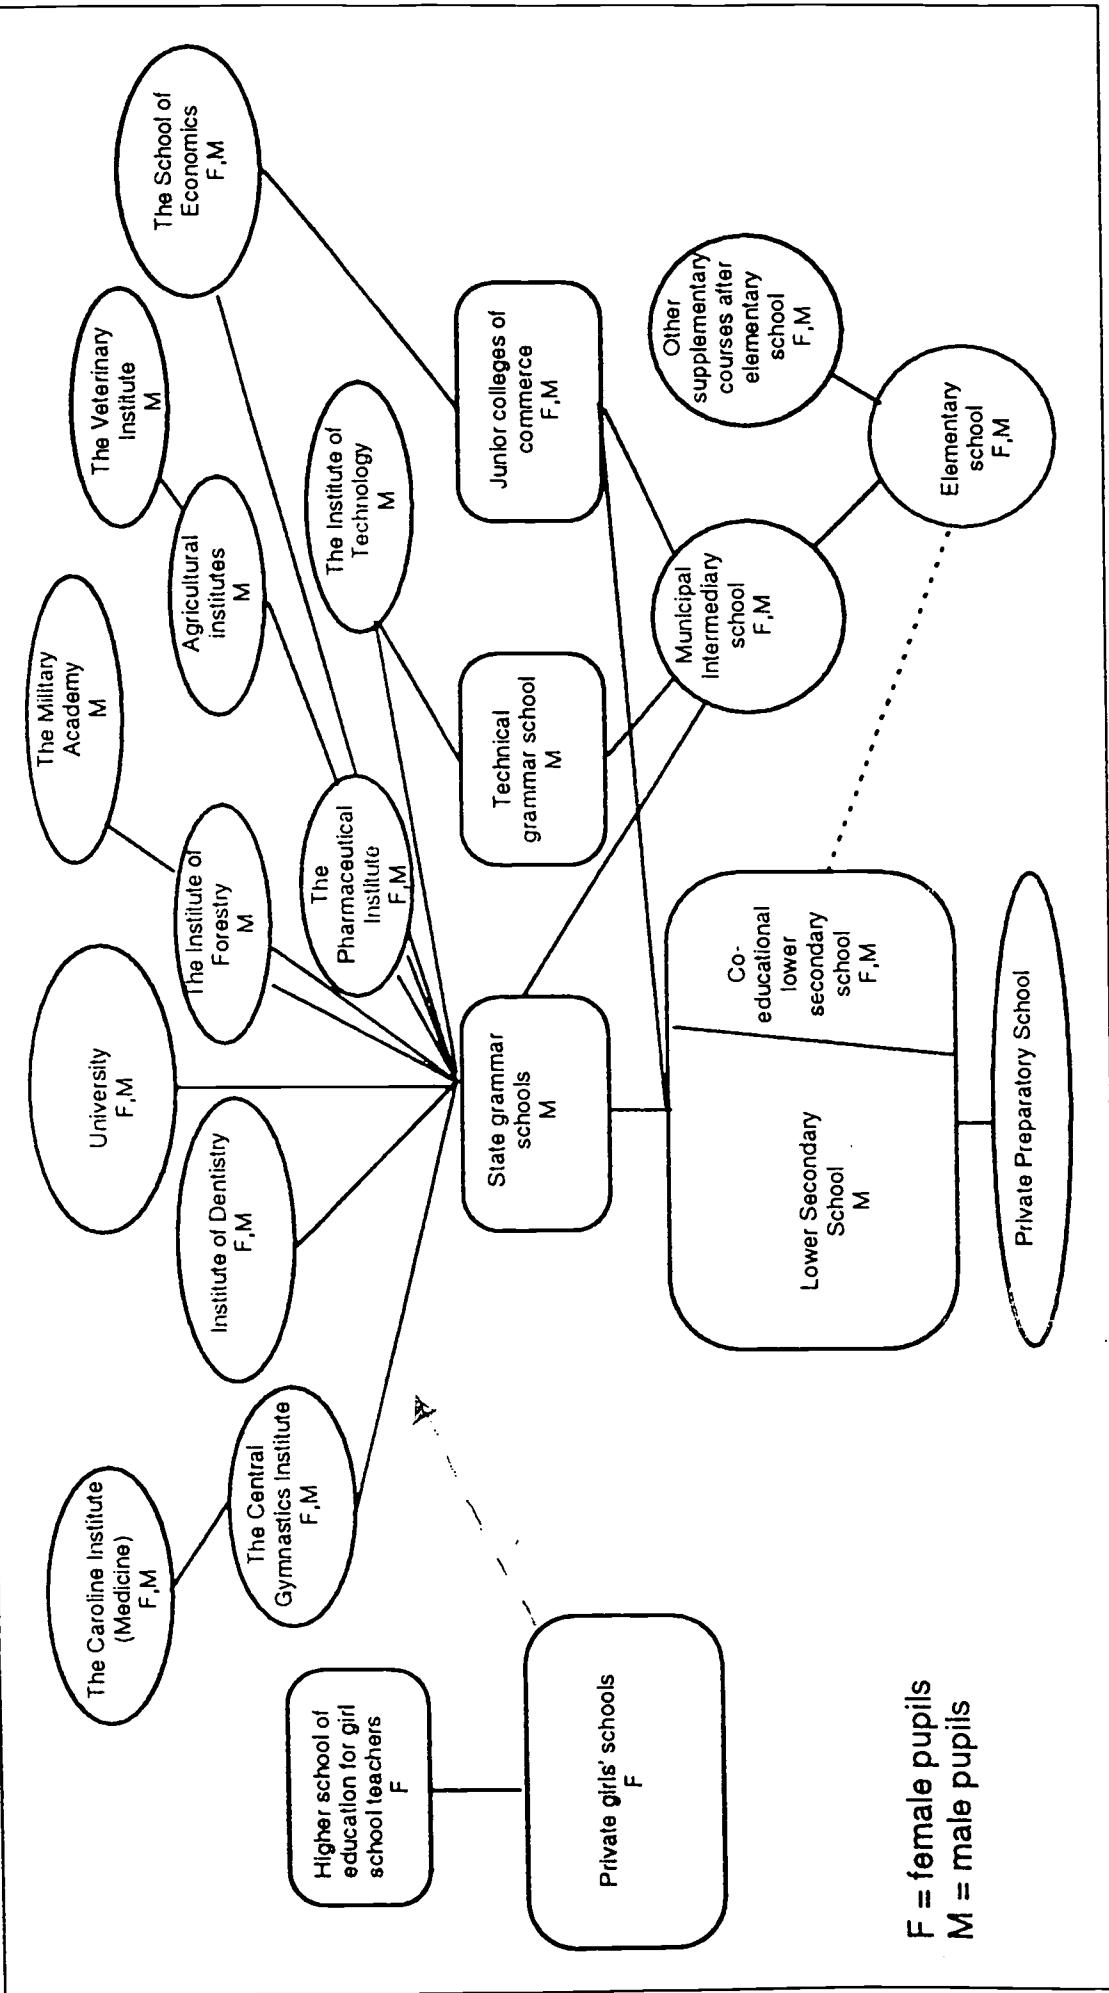 The Caroline Institute
(Medicine)
F,M
The Central
Gymnastics Institute
F,M
Institute of Dentistry
F,M
University
F,M
The Institute of
Forestry
M
The Military
Academy
M
The
Pharmaceutical
Institute
F,M
Agricultural
institutes
M
The Veterinary
Institute
M
The Institute of
Technology
M
The School of
Economics
F,M
Higher school of
education for girl
school teachers
F
Private girls' schools
F
State grammar
schools
M
Technical
grammar school
M
Junior colleges of
commerce
F,M
Lower Secondary
School
M
Co-
educational
lower
secondary
school
F,M
Municipal
Intermediary
school
F,M
Other
supplementary
courses after
elementary
school
F,M
Elementary
school
F,M
Private Preparatory School
F = female pupils
M = male pupils